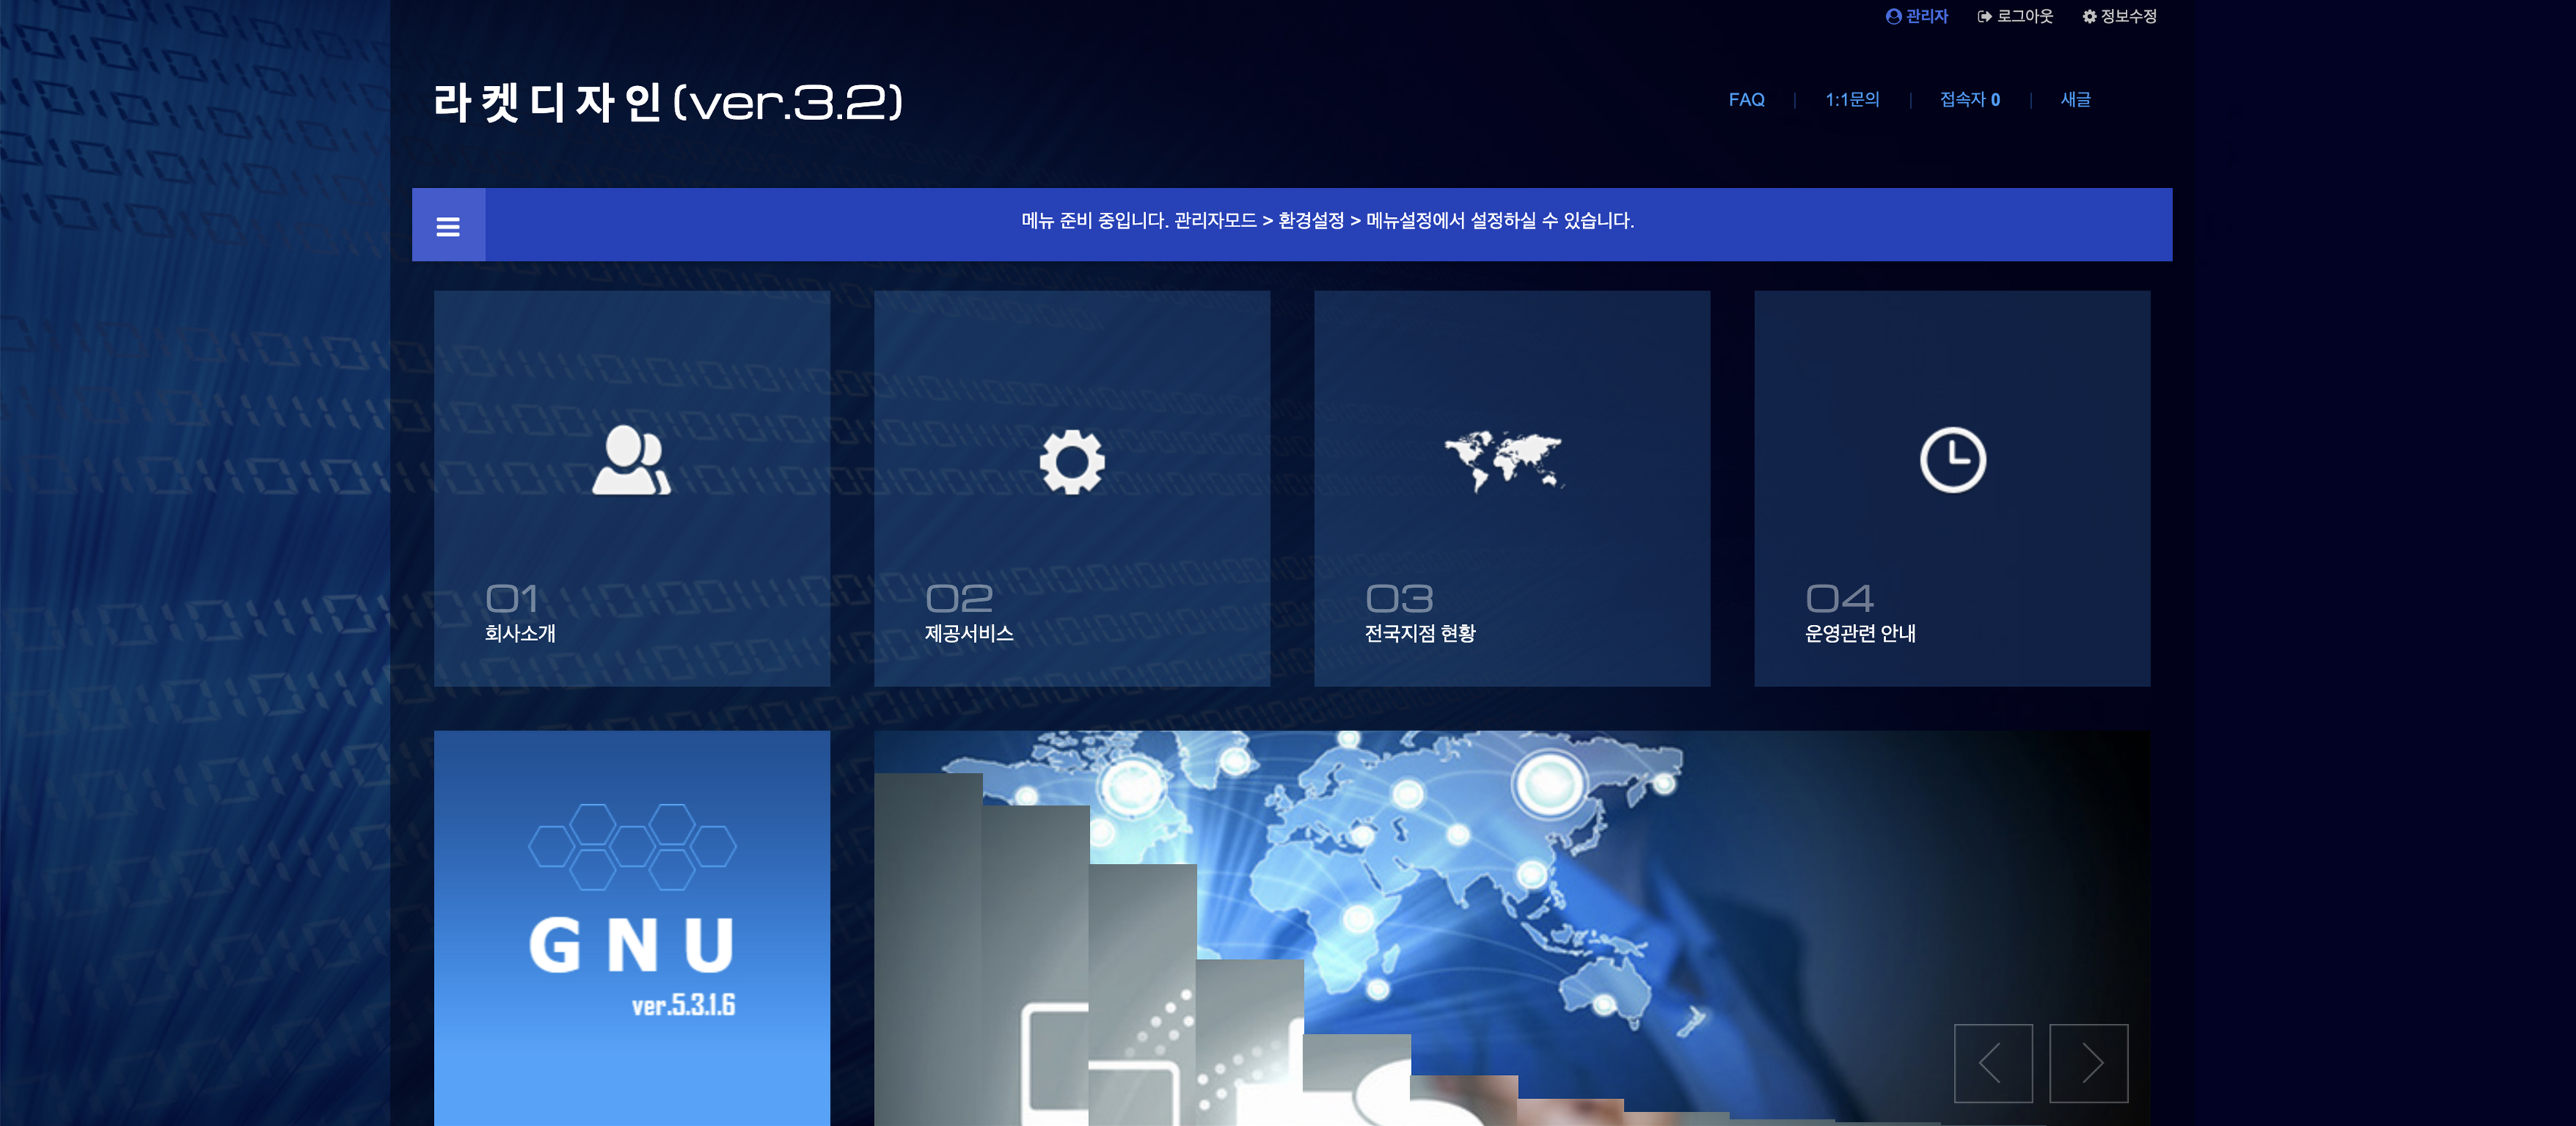 관리자 로그아웃 정보수정
라켓디자인(ver.3.2)
FAQ | 1:1문의 | 접속자 0 | 새글
메뉴 준비 중입니다. 관리자모드 > 환경설정 > 메뉴설정에서 설정하실 수 있습니다.
01
회사소개
02
제공서비스
03
전국지점 현황
04
운영관련 안내
GNU
ver.5.3.1.6